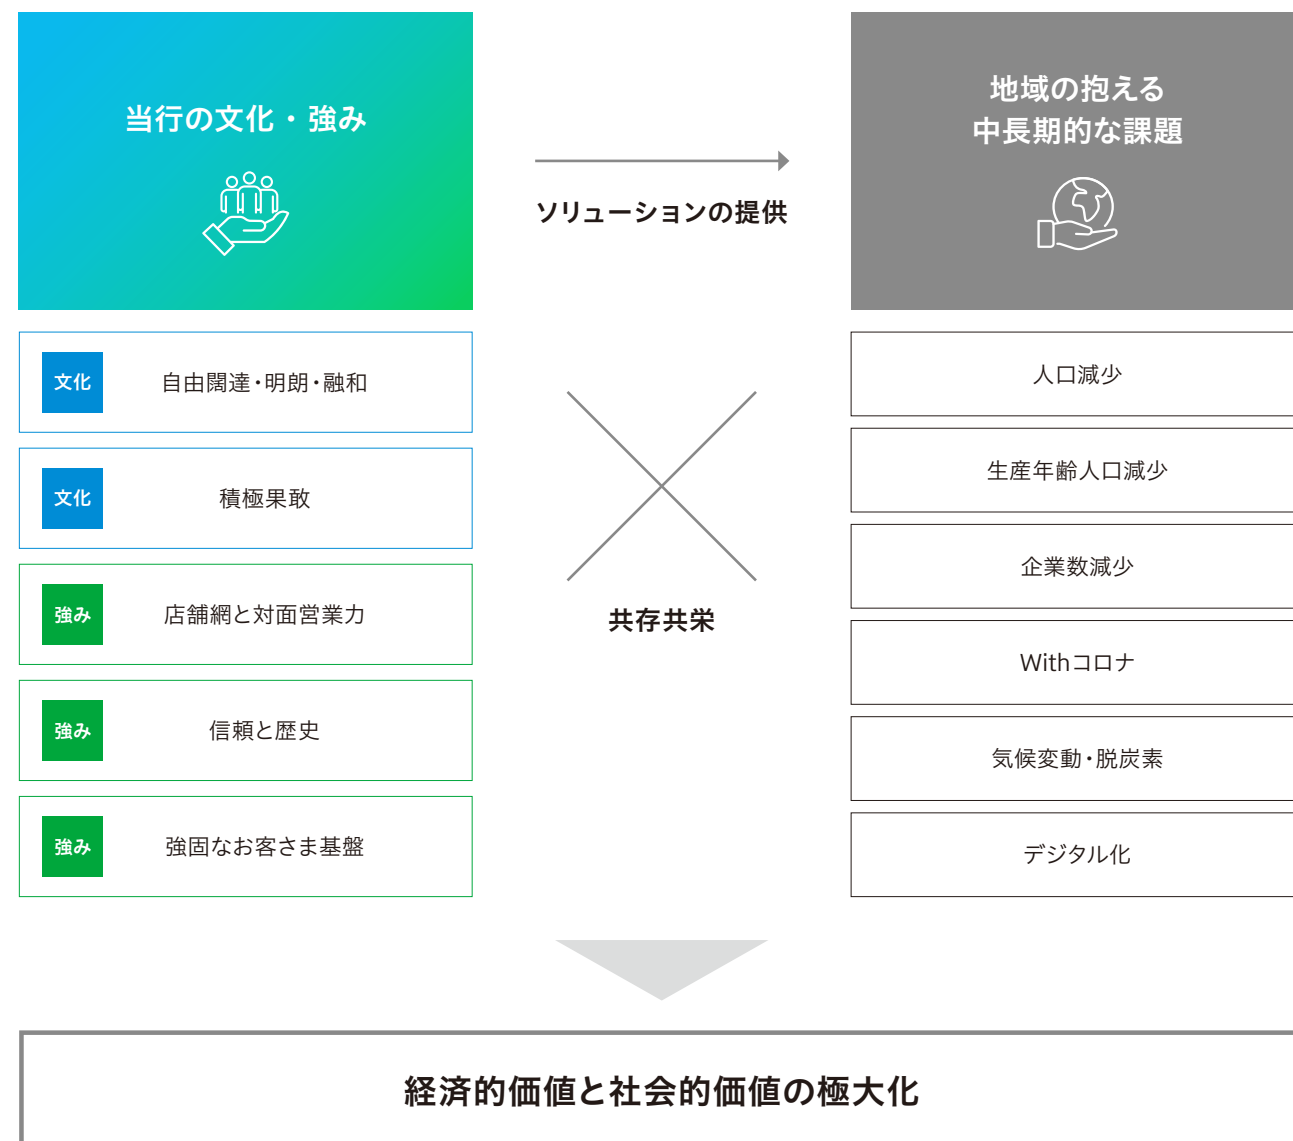 当行の文化・強み
ソリューションの提供
地域の抱える
中長期的な課題
文化 自由闊達・明朗・融和
文化 積極果敢
強み 店舗網と対面営業力
強み 信頼と歴史
強み 強固なお客さま基盤
共存共栄
人口減少
生産年齢人口減少
企業数減少
Withコロナ
気候変動・脱炭素
デジタル化
経済的価値と社会的価値の極大化